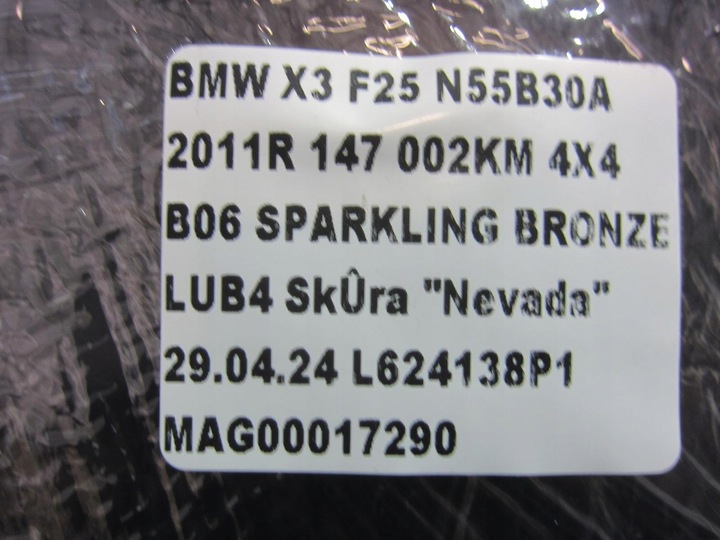 BMW X3 F25 N55B30A
2011R 147 002KM 4X4
B06 SPARKLING BRONZE
LUB4 SkÛra "Nevada"
29.04.24 L624138P1
MAG00017290